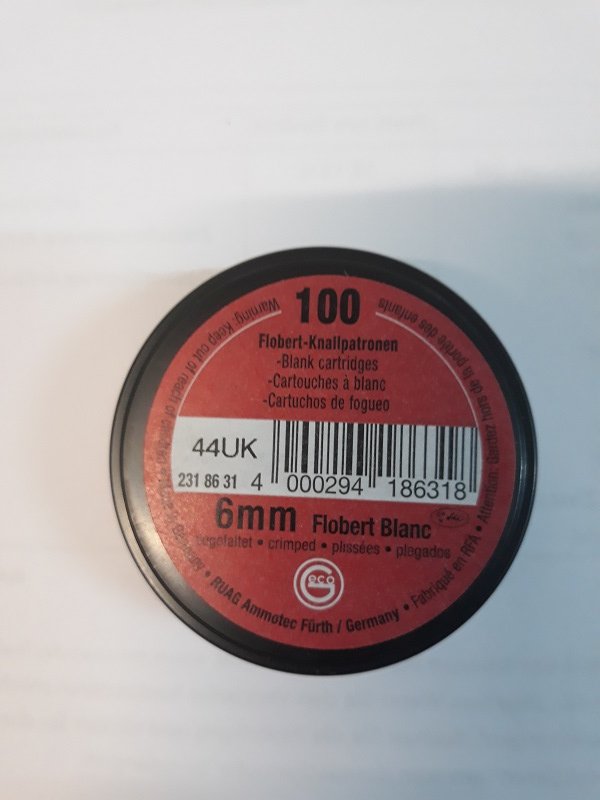 100
Flobert-Knallpatronen
-Blank cartridges
-Cartouches à blanc
-Cartuchos de fogueo
44UK
231 86 31
4 000294 186318
6mm Flobert Blanc
gefaltet • crimped • plissées • plegados
Geco
Warning: Keep out of reach of
Attention: Gardez hors de la portée des enfants
• RUAG Ammotec Fürth / Germany • Fabriqué en RFA •